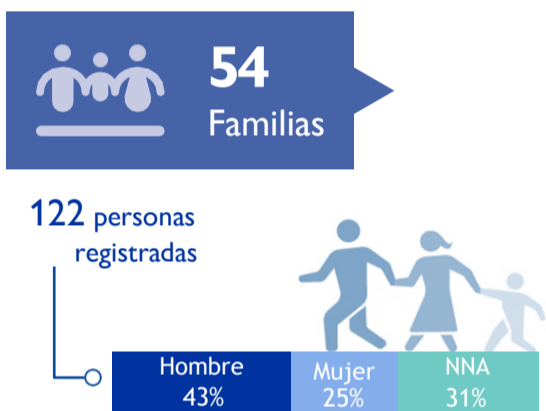 54
Familias
122 personas
registradas
Hombre
43%
Mujer
25%
NNA
31%